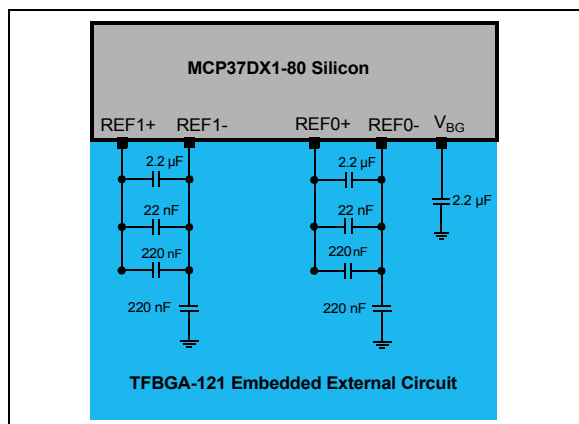 MCP37DX1-80 Silicon
REF1+ REF1- REF0+ REF0- VBG
2.2 µF 2.2 µF
2.2 µF
22 nF 22 nF
220 nF 220 nF
220 nF 220 nF
TFBGA-121 Embedded External Circuit